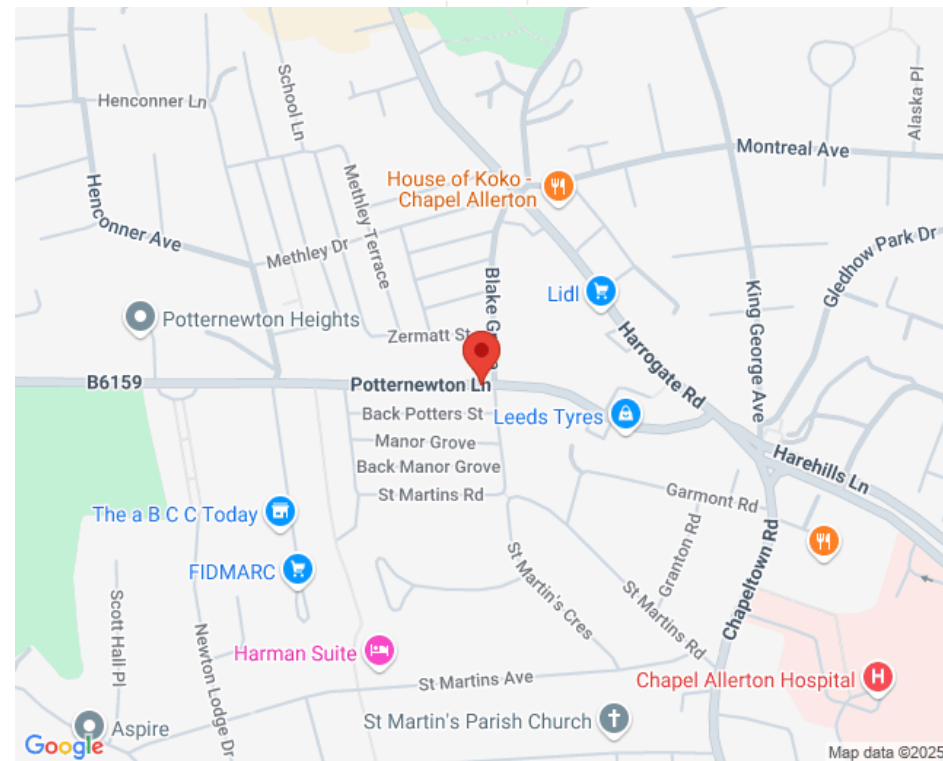 School Ln
Henconner Ln
Alaska Pl
Montreal Ave
House of Koko -
Chapel Allerton
Methley Terrace
Henconner Ave
Methley Dr
Gledhow Park Dr
Blake G
Lidl
King George Ave
Potternewton Heights
Zermatt St
Harrogate Rd
B6159
Potternewton Ln
Back Potters St
Leeds Tyres
Manor Grove
Back Manor Grove
Harehills Ln
St Martins Rd
Garmont Rd
The a B C C Today
Granton Rd
Chapeltown Rd
FIDMARC
St Martin's Cres
St Martins Rd
Scott Hall Pl
Newton Lodge Dr
Harman Suite
St Martins Ave
Chapel Allerton Hospital
H
St Martin's Parish Church
Aspire
Google
Map data ©2025